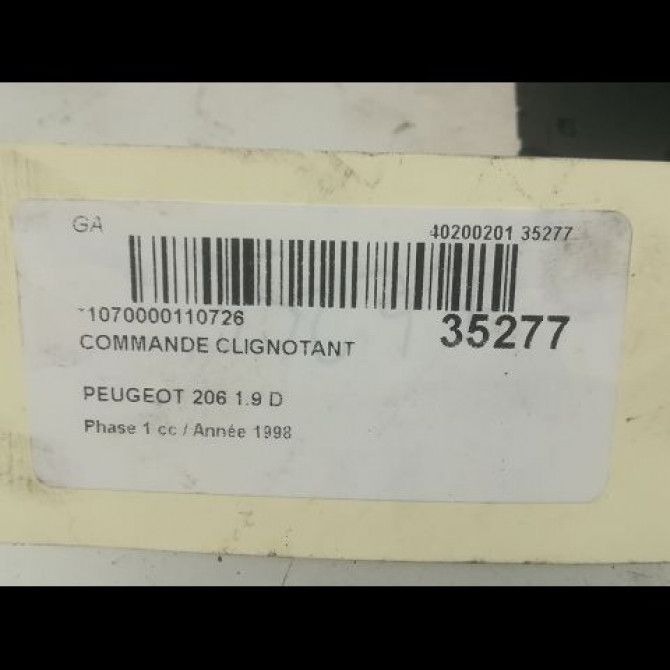 GA 40200201 35277
1070000110726 35277
COMMANDE CLIGNOTANT
PEUGEOT 206 1.9 D
Phase 1 cc / Année 1998